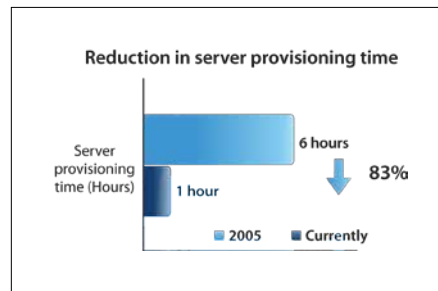 Reduction in server provisioning time
Server
provisioning
time (Hours)
6 hours
1 hour
83%
2005
Currently